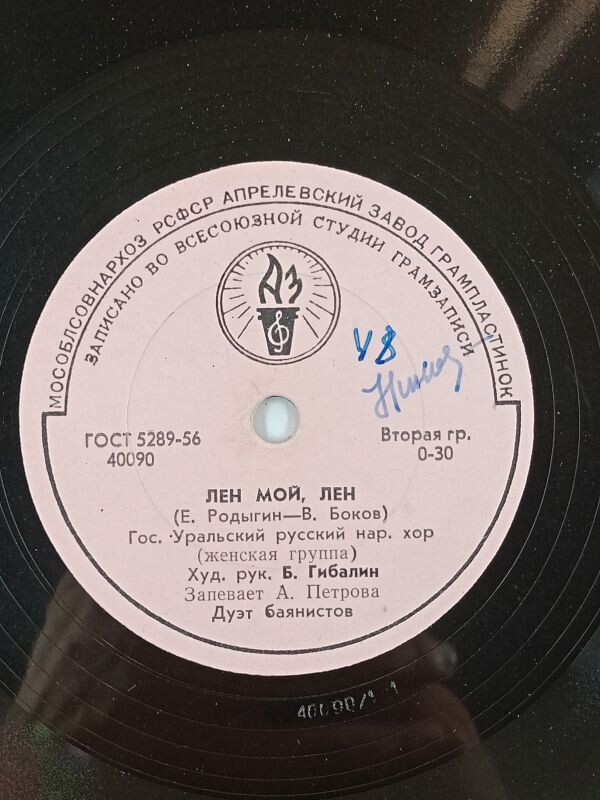 МОСОБЛСОВНАРХОЗ РСФСР АПРЕЛЕВСКИЙ ЗАВОД ГРАМПЛАСТИНОК
ЗАПИСАНО ВО ВСЕСОЮЗНОЙ СТУДИИ ГРАМЗАПИСИ
АЗ
48
ГОСТ 5289-56
40090
Вторая гр.
0-30
ЛЕН МОЙ, ЛЕН
(Е. Родыгин—В. Боков)
Гос. Уральский русский нар. хор
(женская группа)
Худ. рук. Б. Гибалин
Запевает А. Петрова
Дуэт баянистов